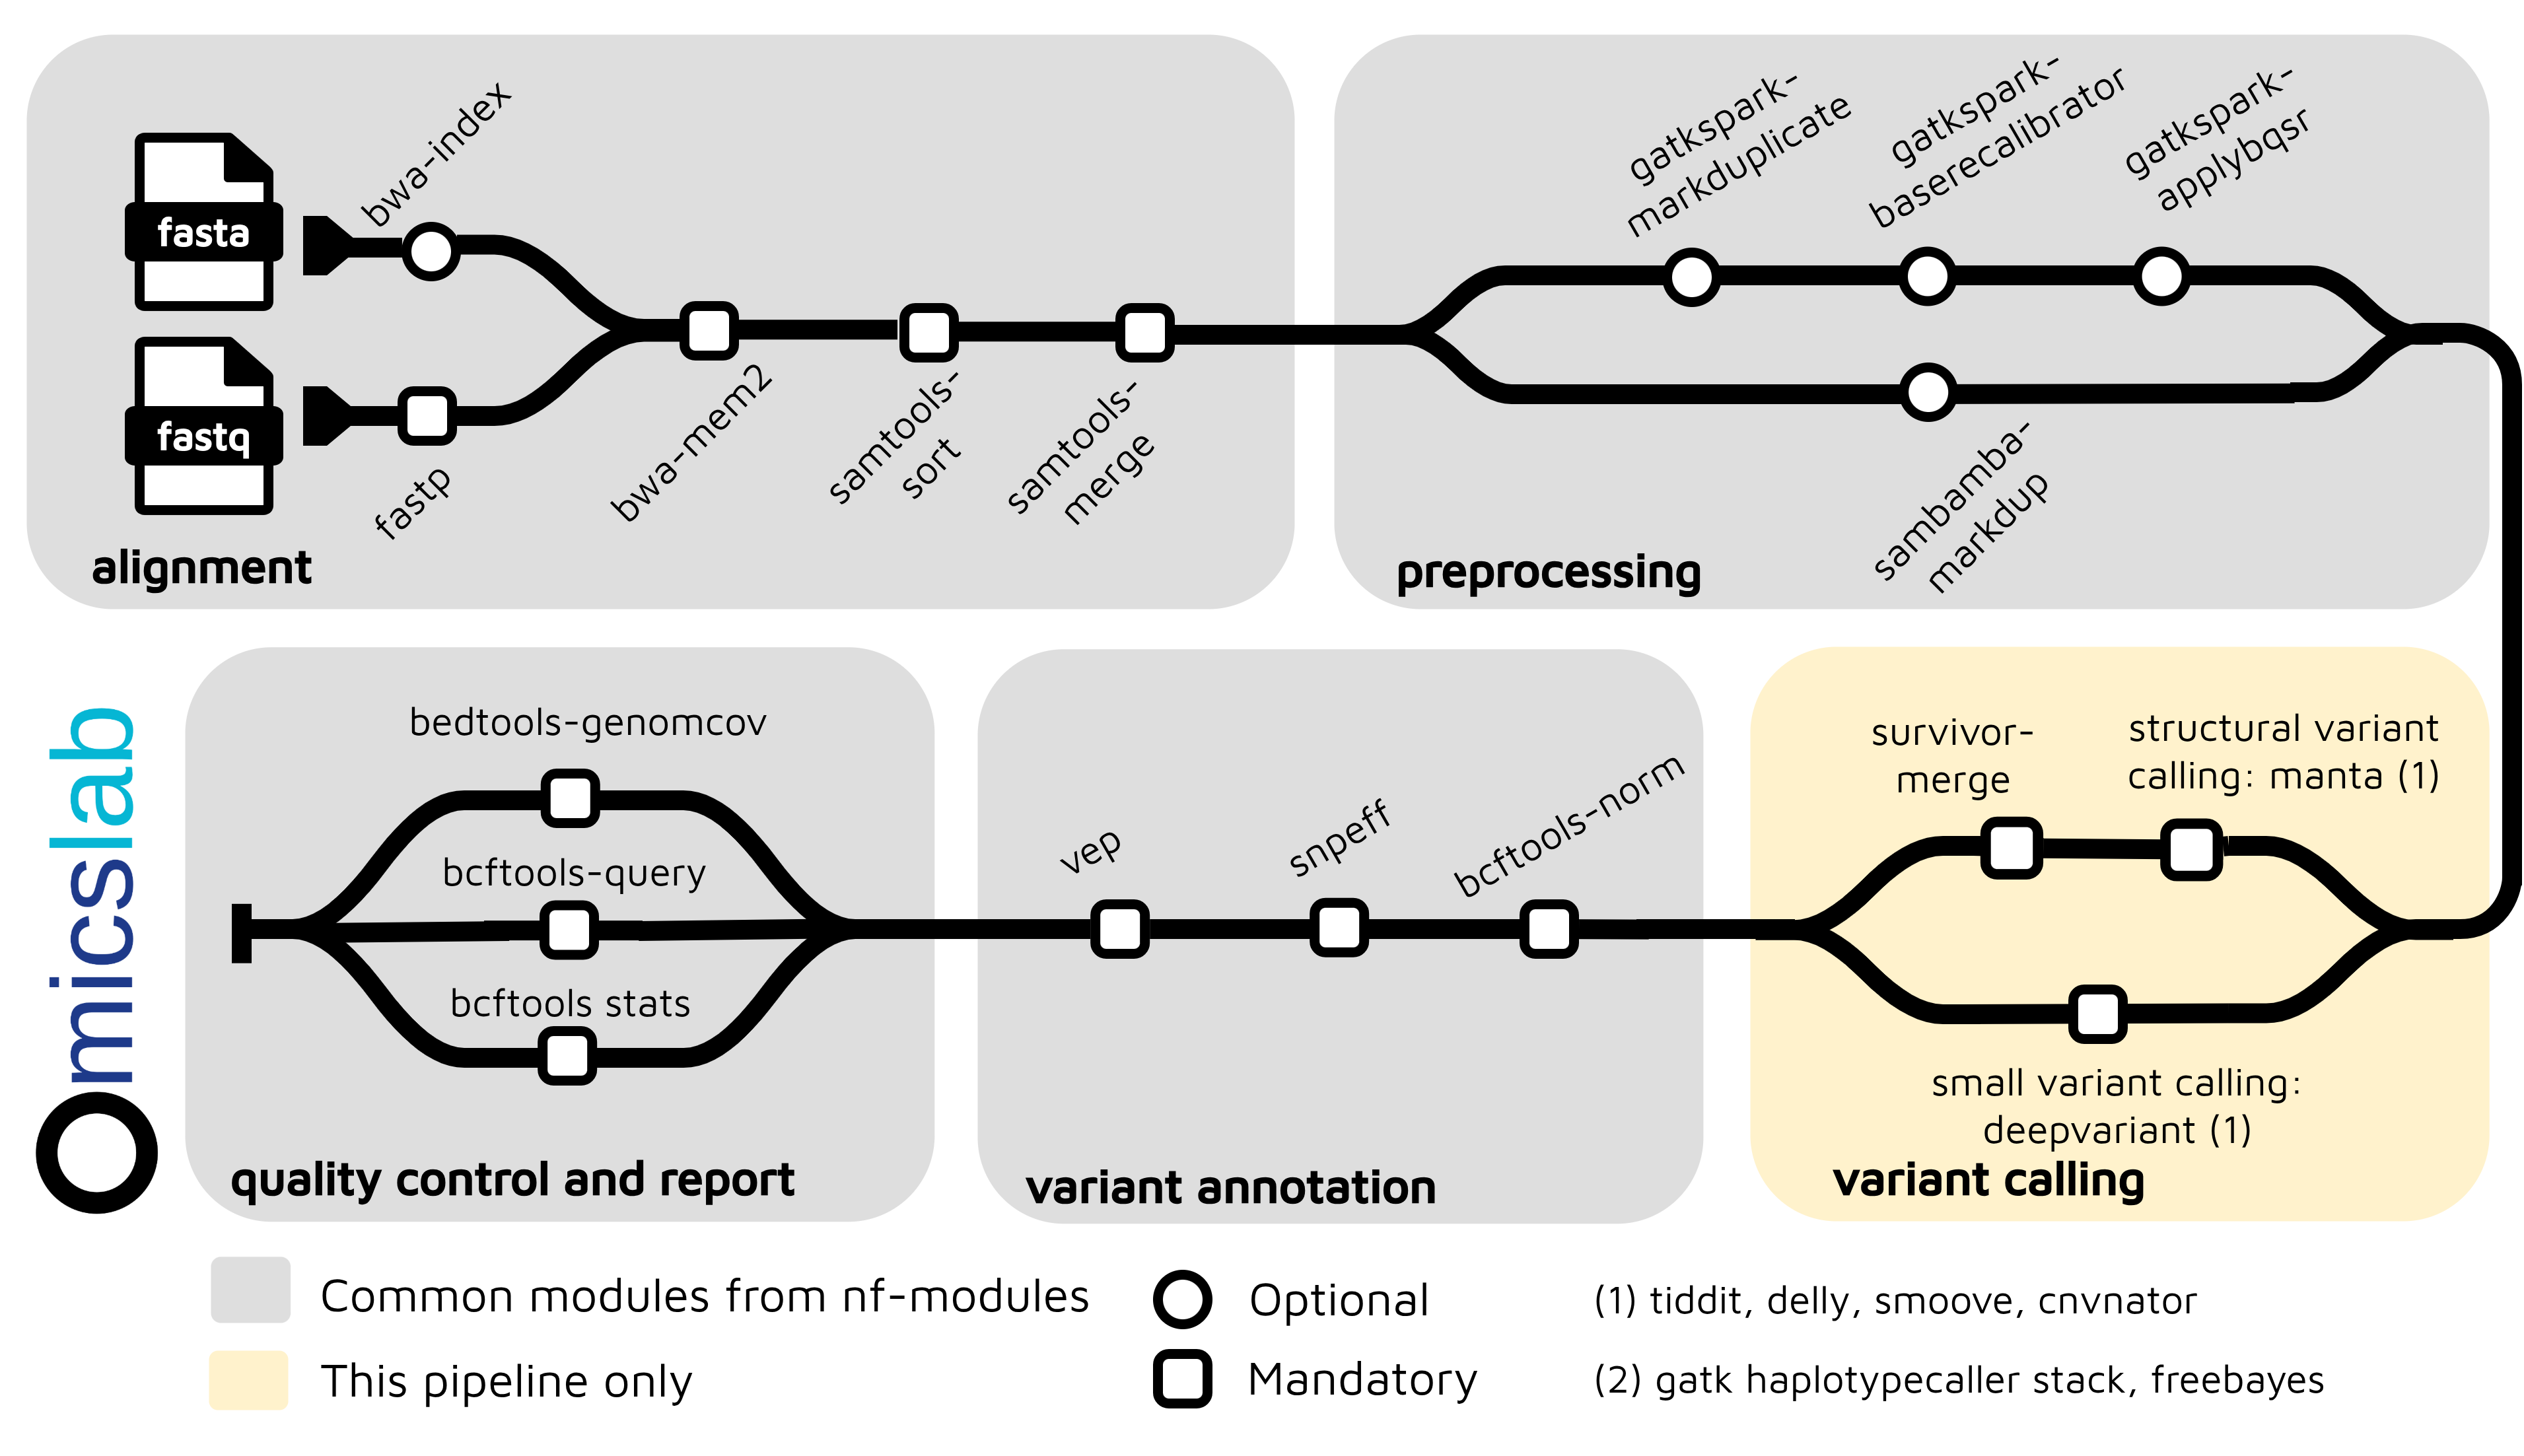 fasta
bwa-index
fastq
fastp
bwa-mem2
samtools-
sort
samtools-
merge
alignment
gatkspark-
markduplicate
gatkspark-
baserecalibrator
gatkspark-
applybqsr
sambamba-
markdup
preprocessing
structural variant
calling: manta (1)
survivor-
merge
small variant calling:
deepvariant (1)
variant calling
bcftools-norm
snpeff
vep
variant annotation
bedtools-genomcov
bcftools-query
bcftools stats
quality control and report
Omicslab
Common modules from nf-modules
This pipeline only
Optional
Mandatory
(1) tiddit, delly, smoove, cnvnator
(2) gatk haplotypecaller stack, freebayes